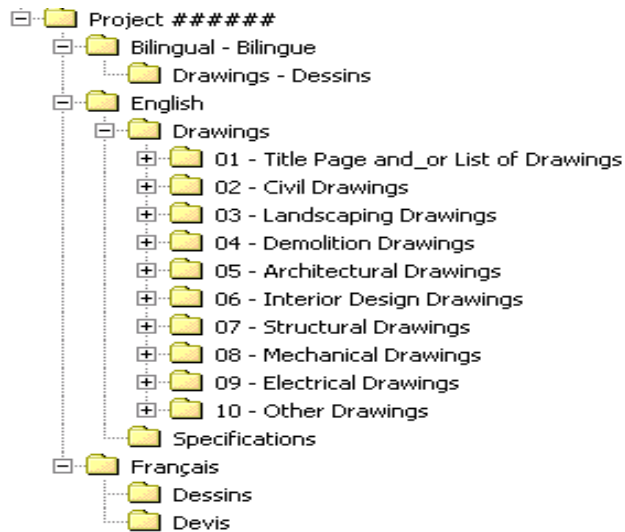 Project ######
Bilingual - Bilingue
Drawings - Dessins
English
Drawings
01 - Title Page and_or List of Drawings
02 - Civil Drawings
03 - Landscaping Drawings
04 - Demolition Drawings
05 - Architectural Drawings
06 - Interior Design Drawings
07 - Structural Drawings
08 - Mechanical Drawings
09 - Electrical Drawings
10 - Other Drawings
Specifications
Français
Dessins
Devis